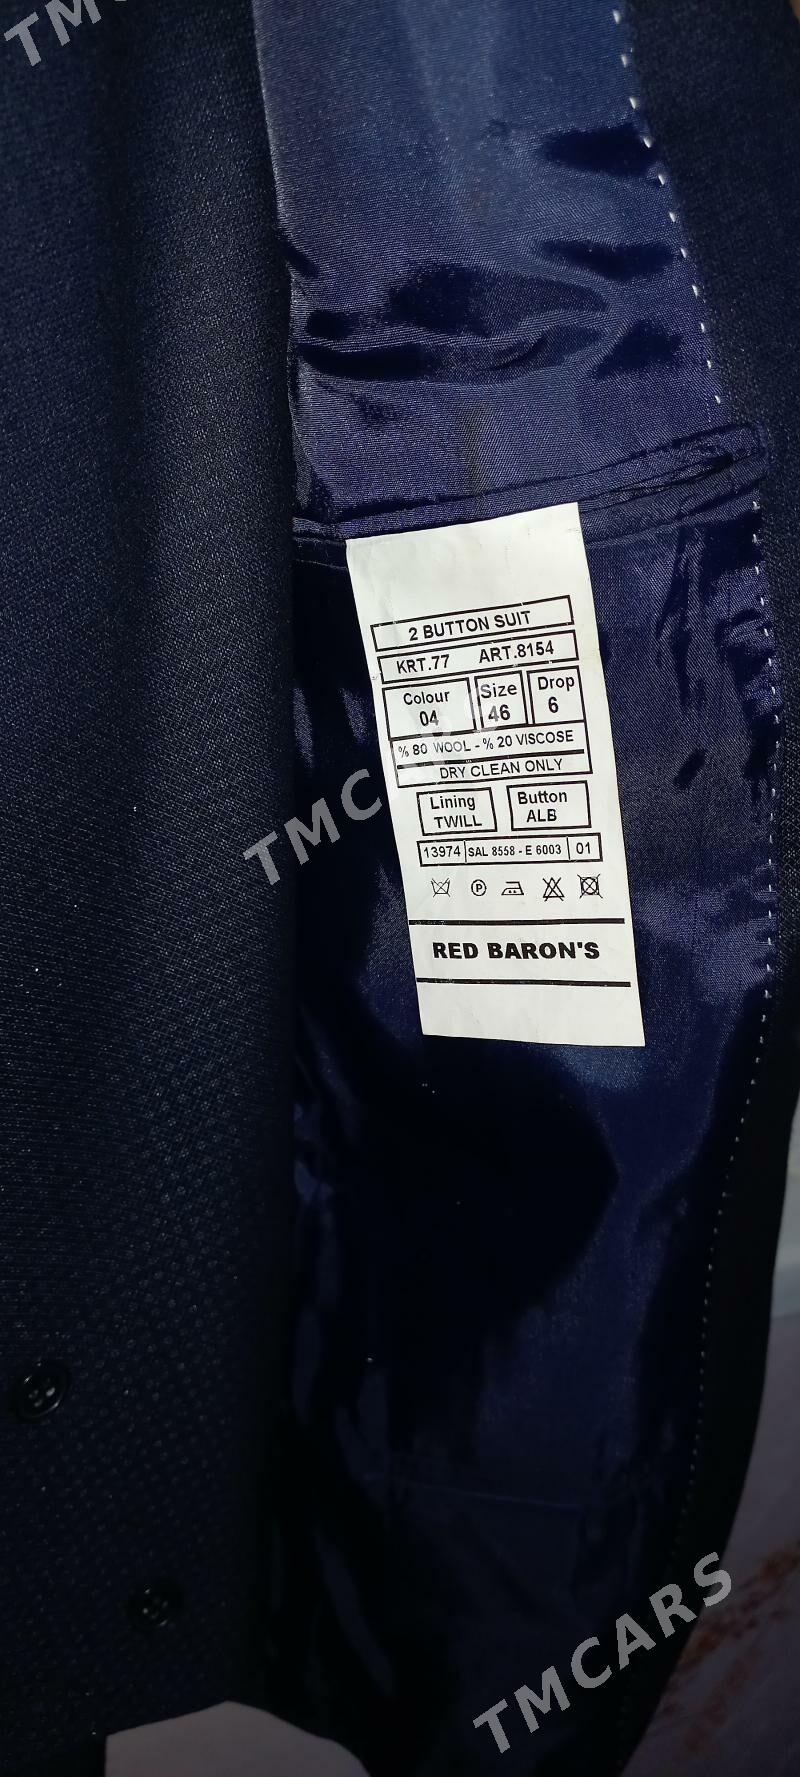 TMC
2 BUTTON SUIT
KRT.77 ART.8154
Colour 04 Size 46 Drop 6
% 80 WOOL - % 20 VISCOSE
DRY CLEAN ONLY
Lining TWILL Button ALB
13974 SAL 8558 - E 6003 01
P
RED BARON'S
TMCARS
TMCARS